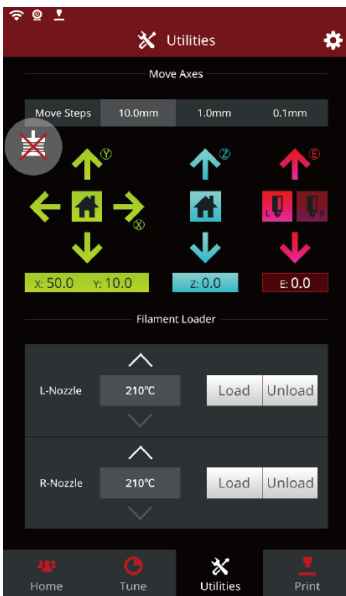 Utilities
Move Axes
Move Steps 10.0mm 1.0mm 0.1mm
Y Z E
X
L R
X: 50.0 Y: 10.0 Z: 0.0 E: 0.0
Filament Loader
L-Nozzle 210℃ Load Unload
R-Nozzle 210℃ Load Unload
Home Tune Utilities Print